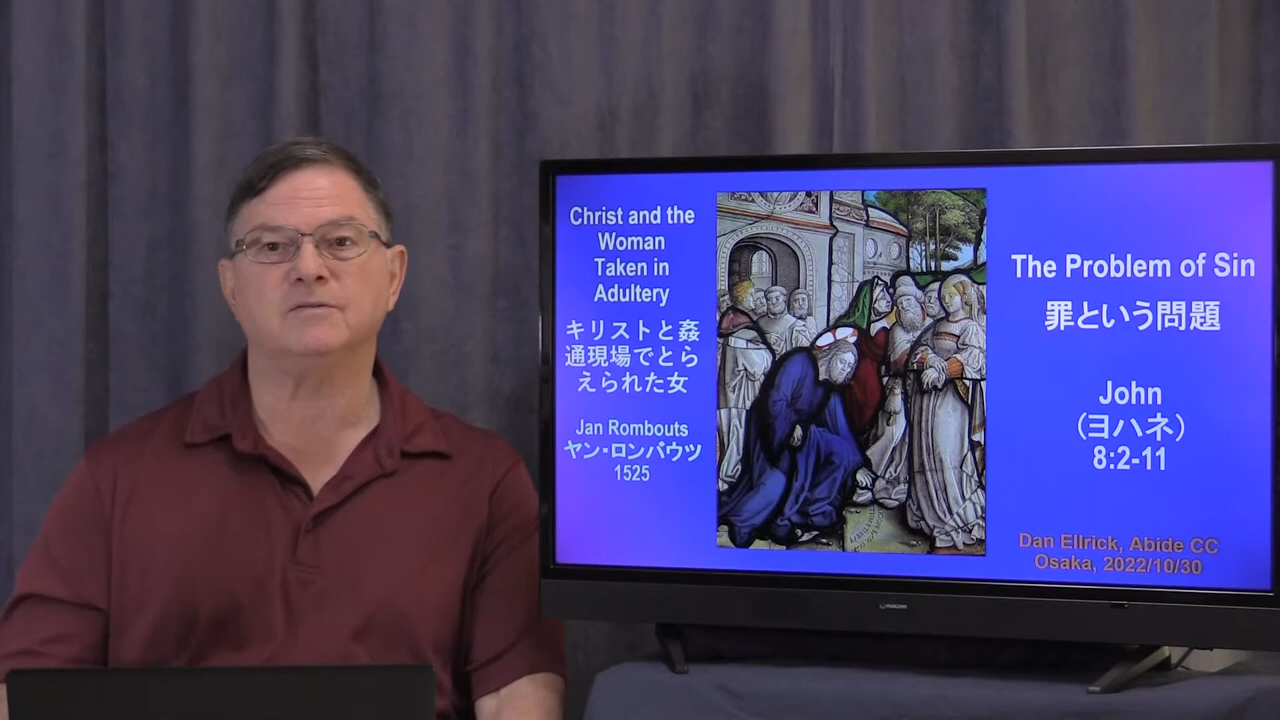 Christ and the
Woman
Taken in
Adultery
キリストと姦
通現場でとら
えられた女
Jan Rombouts
ヤン・ロンバウツ
1525
The Problem of Sin
罪という問題
John
(ヨハネ)
8:2-11
Dan Ellrick, Abide CC
Osaka, 2022/10/30